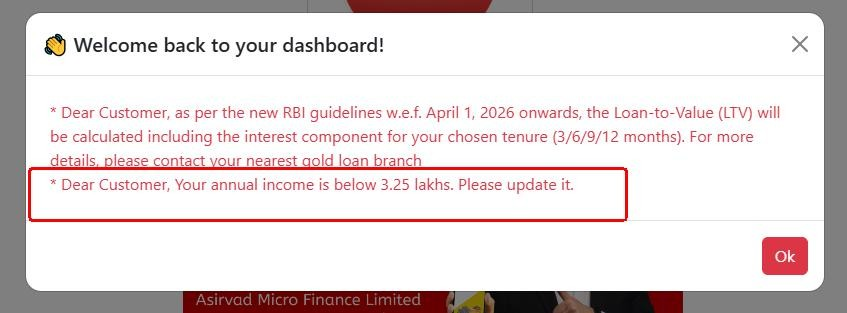 👋 Welcome back to your dashboard!
* Dear Customer, as per the new RBI guidelines w.e.f. April 1, 2026 onwards, the Loan-to-Value (LTV) will
be calculated including the interest component for your chosen tenure (3/6/9/12 months). For more
details, please contact your nearest gold loan branch
* Dear Customer, Your annual income is below 3.25 lakhs. Please update it.
Ok
Asirvad Micro Finance Limited